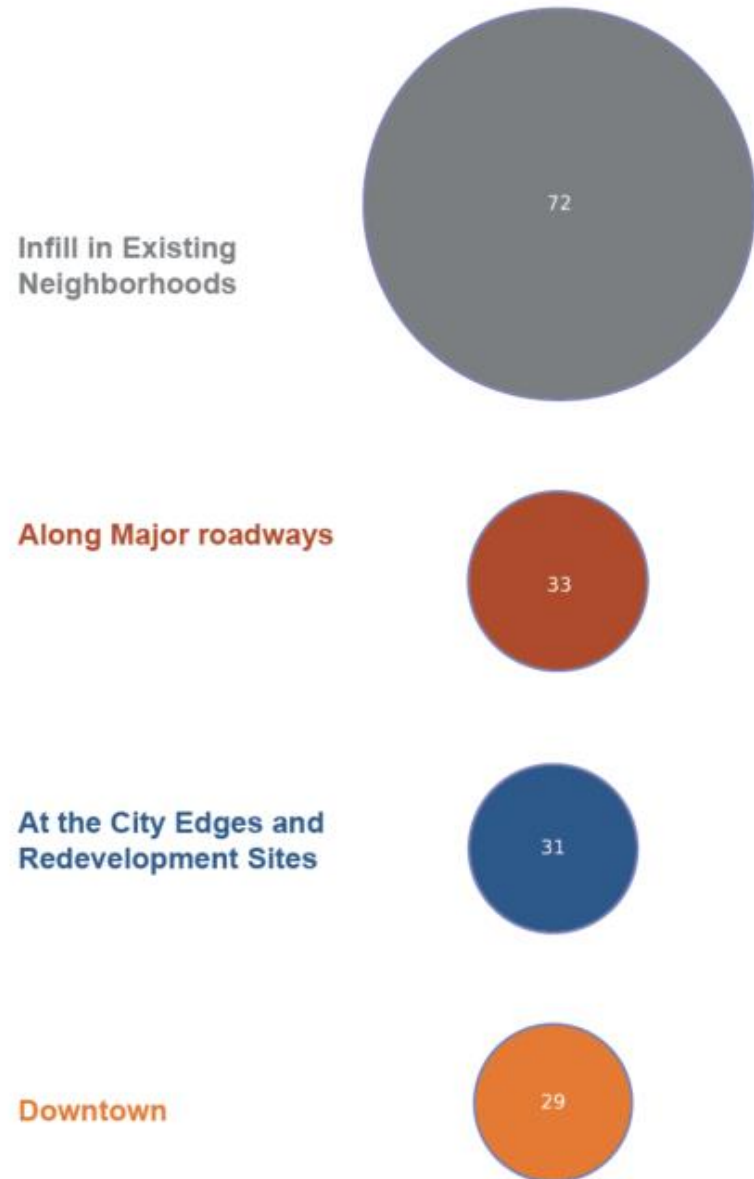 72
Infill in Existing
Neighborhoods
Along Major roadways
33
At the City Edges and
Redevelopment Sites
31
Downtown
29